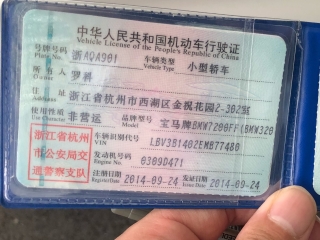 中华人民共和国机动车行驶证
Vehicle License of the People's Republic of China
号牌号码 浙AQA901 车辆类型 小型轿车
Plate No. Vehicle Type
所有人 罗科
Owner
住址 浙江省杭州市西湖区金祝花园2-302室
Address
使用性质 非营运 品牌型号 宝马牌BMW7200FF(BMW320
Use Character Model
浙江省杭州
市公安局交
通警察支队
车辆识别代号 LBV3B1402EMB77480
VIN
发动机号码 0309D471
Engine No.
注册日期 2014-09-24 发证日期 2014-09-24
Register Date Issue Date